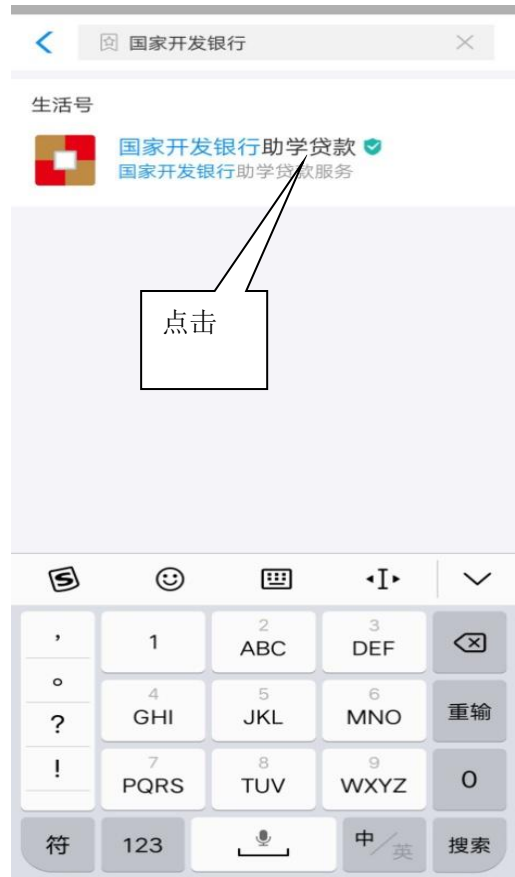 国家开发银行
生活号
国家开发银行助学贷款
国家开发银行助学贷款服务
点击
,
1
2
ABC
3
DEF
。
?
4
GHI
5
JKL
6
MNO
重输
!
7
PQRS
8
TUV
9
WXYZ
0
符
123
中/英
搜索